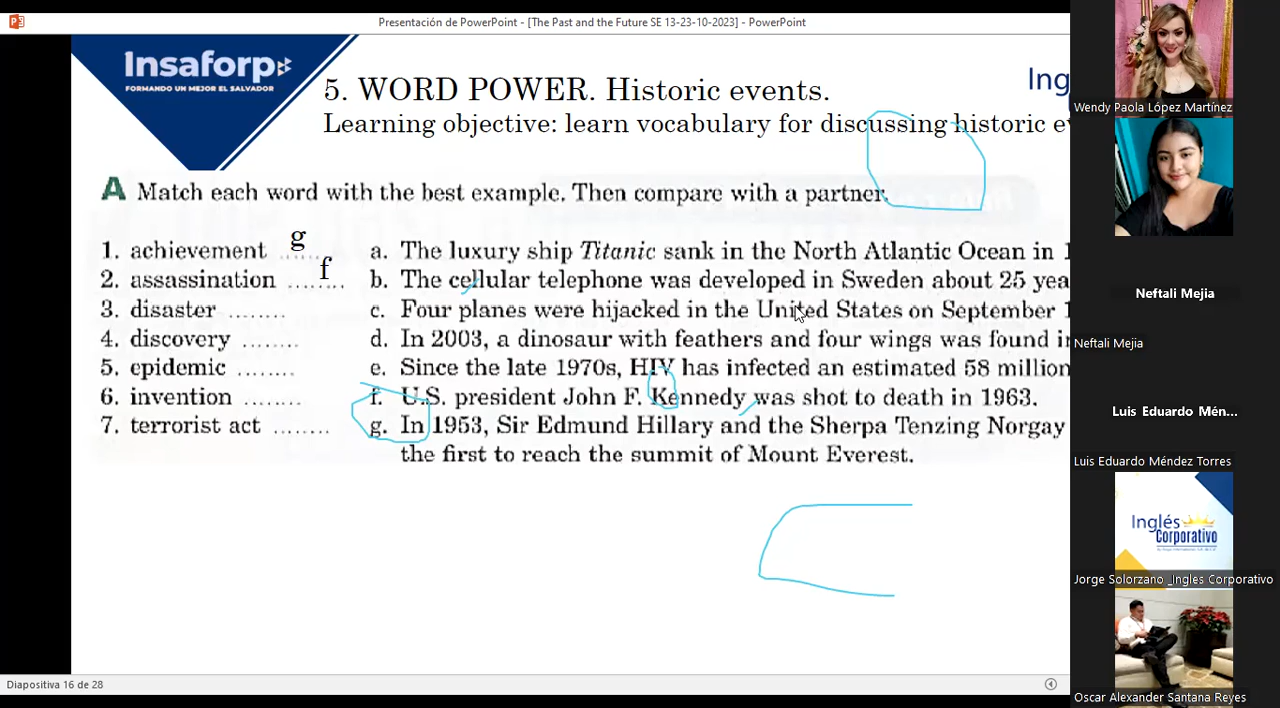 Presentación de PowerPoint - [The Past and the Future SE 13-23-10-2023] - PowerPoint
Insaforp
FORMANDO UN MEJOR EL SALVADOR
5. WORD POWER. Historic events.
Learning objective: learn vocabulary for discussing historic
A Match each word with the best example. Then compare with a partner.
1. achievement ........ g
2. assassination ........ f
3. disaster ........
4. discovery ........
5. epidemic ........
6. invention ........
7. terrorist act ........
a. The luxury ship Titanic sank in the North Atlantic Ocean in
b. The cellular telephone was developed in Sweden about 25
c. Four planes were hijacked in the United States on September
d. In 2003, a dinosaur with feathers and four wings was found
e. Since the late 1970s, HIV has infected an estimated 58 million
f. U.S. president John F. Kennedy was shot to death in 1963.
g. In 1953, Sir Edmund Hillary and the Sherpa Tenzing Norgay
the first to reach the summit of Mount Everest.
Diapositiva 16 de 28
Wendy Paola López Martínez
Neftali Mejia
Neftali Mejia
Luis Eduardo Mén...
Luis Eduardo Méndez Torres
Inglés
Corporativo
Jorge Solorzano _Ingles Corporativo
Oscar Alexander Santana Reyes